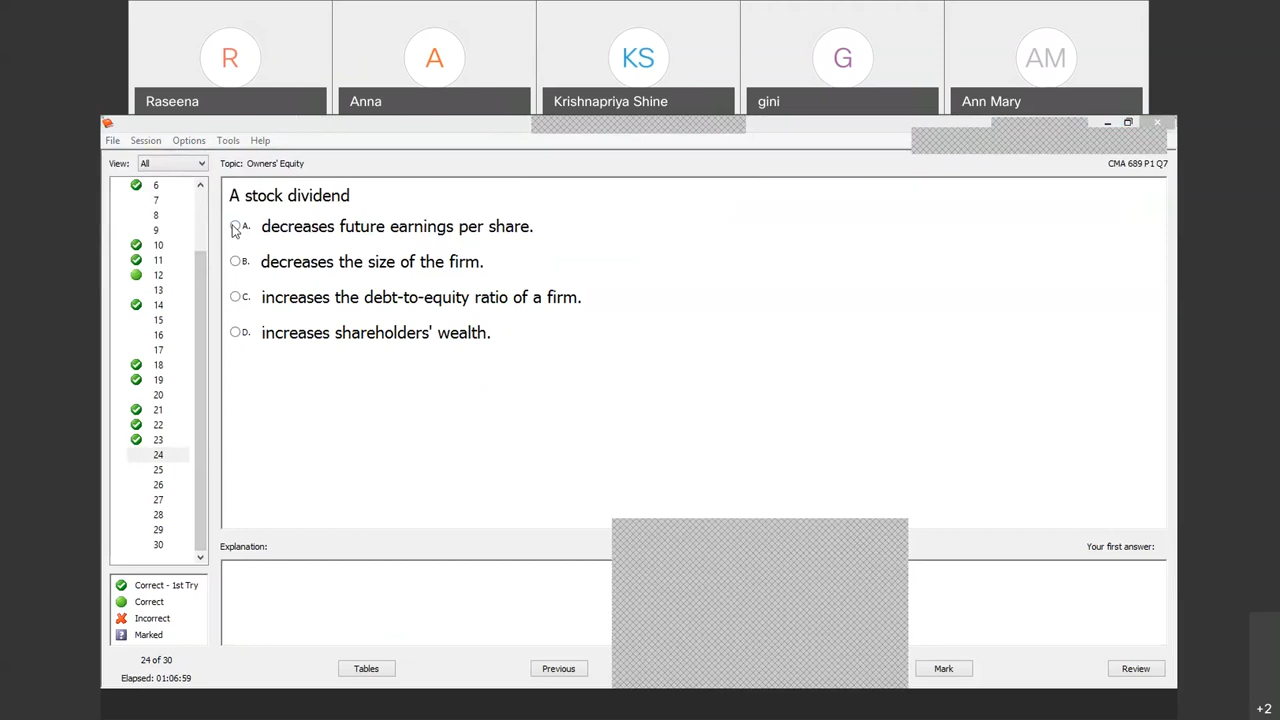 R
A
KS
G
AM
Raseena
Anna
Krishnapriya Shine
gini
Ann Mary
File Session Options Tools Help
View: All
Topic: Owners' Equity
CMA 689 P1 Q7
6
7
8
9
10
11
12
13
14
15
16
17
18
19
20
21
22
23
24
25
26
27
28
29
30
A stock dividend
A. decreases future earnings per share.
B. decreases the size of the firm.
C. increases the debt-to-equity ratio of a firm.
D. increases shareholders' wealth.
Explanation:
Your first answer:
Correct - 1st Try
Correct
Incorrect
? Marked
24 of 30
Elapsed: 01:06:59
Tables
Previous
Mark
Review
+2